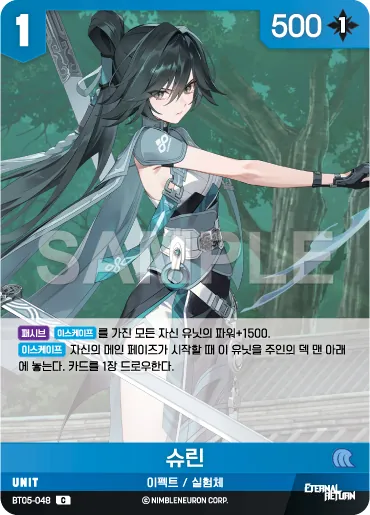 1
500 1
SAMPLE
패시브 이스케이프 를 가진 모든 자신 유닛의 파워+1500.
이스케이프 자신의 메인 페이즈가 시작할 때 이 유닛을 주인의 덱 맨 아래
에 놓는다. 카드를 1장 드로우한다.
슈린
UNIT 이펙트 / 실험체
BT05-048 C ⓒ NIMBLENEURON CORP. ETERNAL RETURN